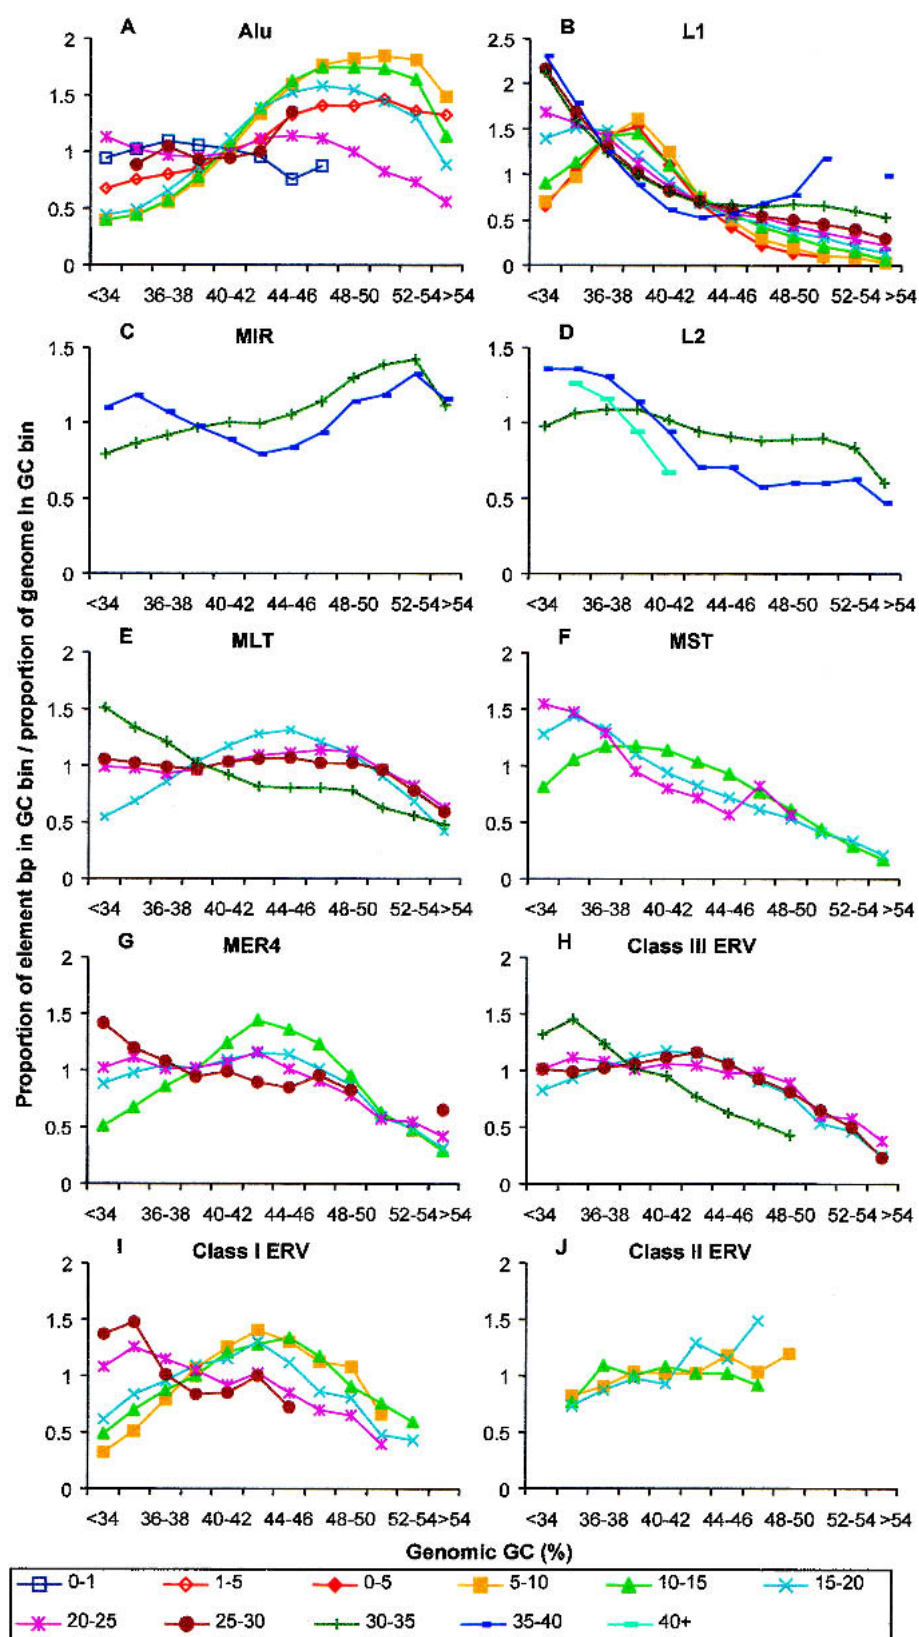 A Alu
2
1.5
1
0.5
0
<34 36-38 40-42 44-46 48-50 52-54 >54
B L1
2.5
2
1.5
1
0.5
0
<34 36-38 40-42 44-46 48-50 52-54 >54
C MIR
1.5
1
0.5
0
<34 36-38 40-42 44-46 48-50 52-54 >54
D L2
1.5
1
0.5
0
<34 36-38 40-42 44-46 48-50 52-54 >54
E MLT
2
1.5
1
0.5
0
<34 36-38 40-42 44-46 48-50 52-54 >54
F MST
2
1.5
1
0.5
0
<34 36-38 40-42 44-46 48-50 52-54 >54
G MER4
2
1.5
1
0.5
0
<34 36-38 40-42 44-46 48-50 52-54 >54
H Class III ERV
2
1.5
1
0.5
0
<34 36-38 40-42 44-46 48-50 52-54 >54
I Class I ERV
2
1.5
1
0.5
0
<34 36-38 40-42 44-46 48-50 52-54 >54
J Class II ERV
2
1.5
1
0.5
0
<34 36-38 40-42 44-46 48-50 52-54 >54
Proportion of element bp in GC bin / proportion of genome in GC bin
Genomic GC (%)
0-1 1-5 0-5 5-10 10-15 15-20
20-25 25-30 30-35 35-40 40+